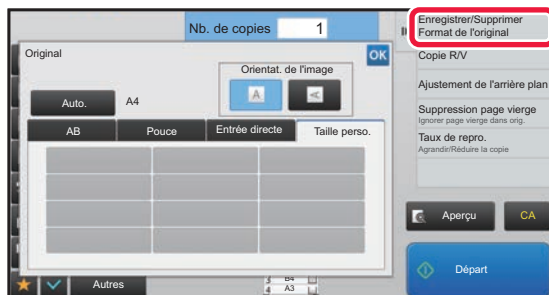 Nb. de copies 1
Original
OK
Orientat. de l'image
A A
Auto. A4
AB Pouce Entrée directe Taille perso.
Autres
3 B4
4 A3
Enregistrer/Supprimer
Format de l'original
Copie R/V
Ajustement de l'arrière plan
Suppression page vierge
Ignorer page vierge dans orig.
Taux de repro.
Agrandir/Réduire la copie
Aperçu CA
Départ